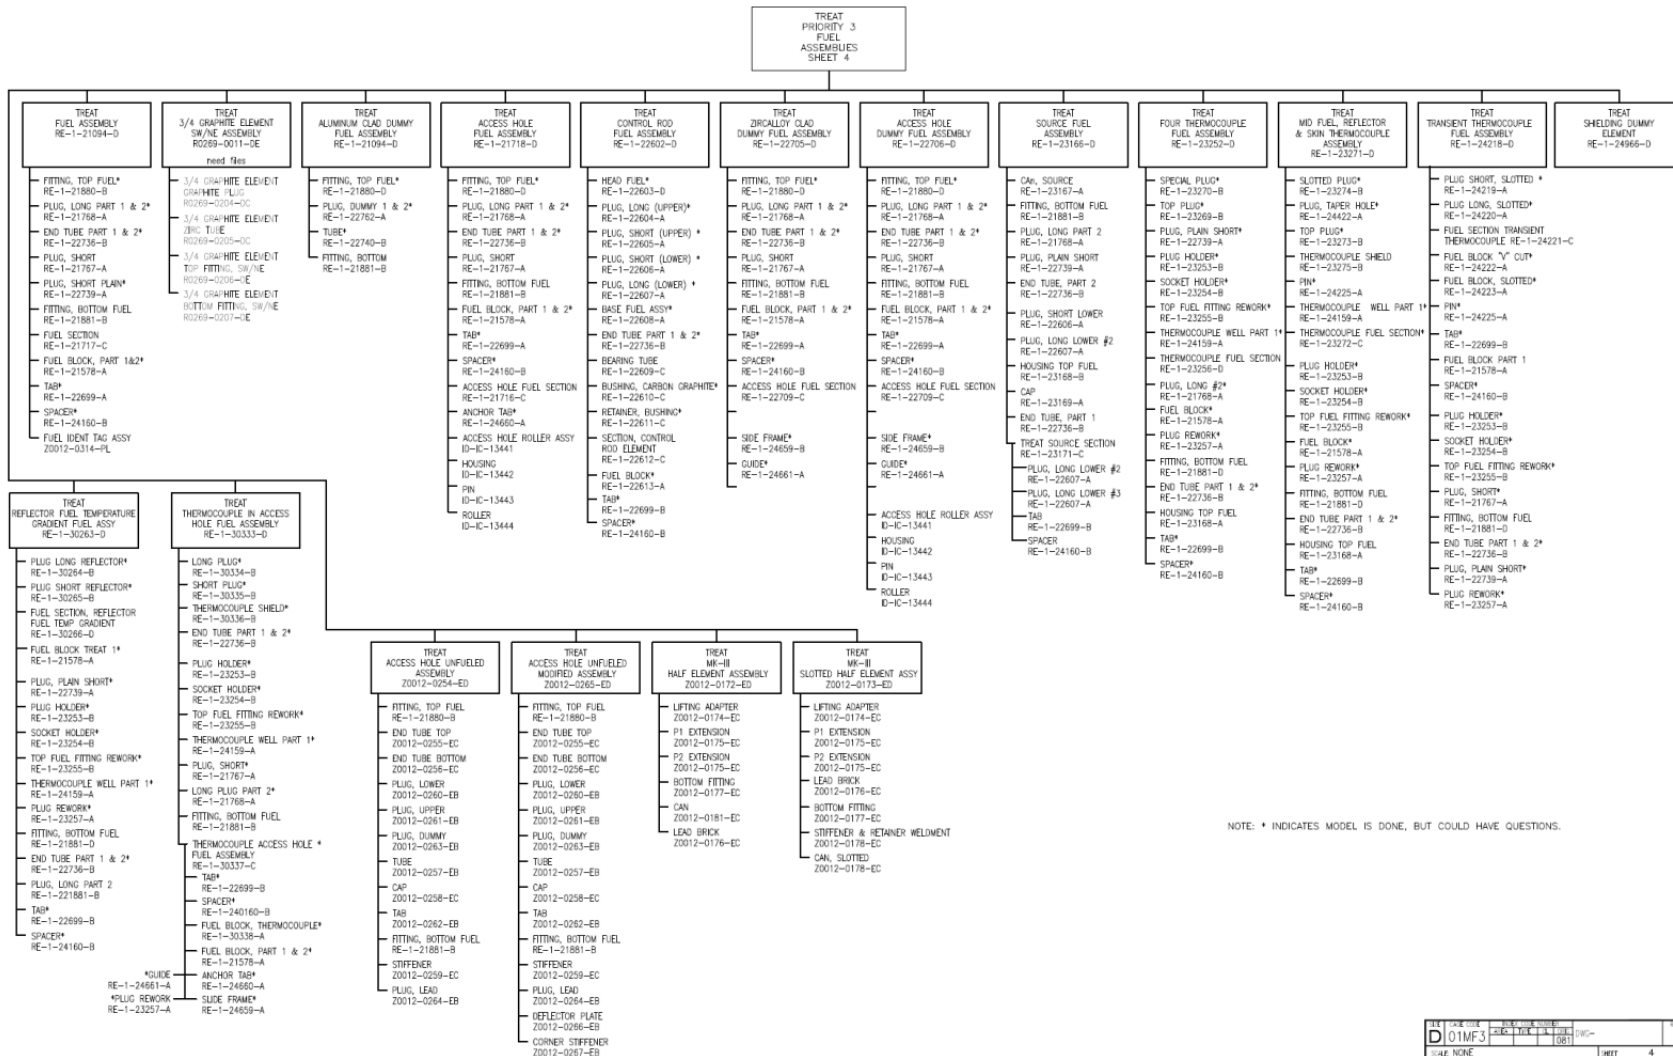 TREAT
PRIORITY 3
FUEL
ASSEMBLIES
SHEET 4
TREAT
FUEL ASSEMBLY
RE-1-21094-D
FITTING, TOP FUEL*
RE-1-21880-B
PLUG, LONG PART 1 & 2*
RE-1-21768-A
END TUBE PART 1 & 2*
RE-1-22736-B
PLUG, SHORT
RE-1-21767-A
PLUG, SHORT PLAIN*
RE-1-22739-A
FITTING, BOTTOM FUEL
RE-1-21881-B
FUEL SECTION
RE-1-21717-C
FUEL BLOCK, PART 1&2*
RE-1-21578-A
TAB*
RE-1-22699-A
SPACER*
RE-1-24160-B
FUEL IDENT TAG ASSY
Z0012-0314-PL
TREAT
3/4 GRAPHITE ELEMENT
SW/NE ASSEMBLY
R0269-0011-DE
need files
3/4 GRAPHITE ELEMENT
GRAPHITE PLUG
R0269-0204-DC
3/4 GRAPHITE ELEMENT
ZIRC TUBE
R0269-0205-DC
3/4 GRAPHITE ELEMENT
TOP FITTING, SW/NE
R0269-0206-DE
3/4 GRAPHITE ELEMENT
BOTTOM FITTING, SW/NE
R0269-0207-DE
TREAT
ALUMINUM CLAD DUMMY
FUEL ASSEMBLY
RE-1-21094-D
FITTING, TOP FUEL*
RE-1-21880-D
PLUG, DUMMY 1 & 2*
RE-1-22762-A
TUBE*
RE-1-22740-B
FITTING, BOTTOM
RE-1-21881-B
TREAT
ACCESS HOLE
FUEL ASSEMBLY
RE-1-21718-D
FITTING, TOP FUEL*
RE-1-21880-D
PLUG, LONG PART 1 & 2*
RE-1-21768-A
END TUBE PART 1 & 2*
RE-1-22736-B
PLUG, SHORT
RE-1-21767-A
FITTING, BOTTOM FUEL
RE-1-21881-B
FUEL BLOCK, PART 1 & 2*
RE-1-21578-A
TAB*
RE-1-22699-A
SPACER*
RE-1-24160-B
ACCESS HOLE FUEL SECTION
RE-1-21716-C
ANCHOR TAB*
RE-1-24660-A
ACCESS HOLE ROLLER ASSY
ID-IC-13441
HOUSING
ID-IC-13442
PIN
ID-IC-13443
ROLLER
ID-IC-13444
TREAT
CONTROL ROD
FUEL ASSEMBLY
RE-1-22602-D
HEAD FUEL*
RE-1-22603-D
PLUG, LONG (UPPER)*
RE-1-22604-A
PLUG, SHORT (UPPER) *
RE-1-22605-A
PLUG, SHORT (LOWER) *
RE-1-22606-A
PLUG, LONG (LOWER) *
RE-1-22607-A
BASE FUEL ASSY*
RE-1-22608-A
END TUBE PART 1 & 2*
RE-1-22736-B
BEARING TUBE
RE-1-22609-C
BUSHING, CARBON GRAPHITE*
RE-1-22610-C
RETAINER, BUSHING*
RE-1-22611-C
SECTION, CONTROL
ROD ELEMENT
RE-1-22612-C
FUEL BLOCK*
RE-1-22613-A
TAB*
RE-1-22699-B
SPACER*
RE-1-24160-B
TREAT
ZIRCALLOY CLAD
DUMMY FUEL ASSEMBLY
RE-1-22705-D
FITTING, TOP FUEL*
RE-1-21880-D
PLUG, LONG PART 1 & 2*
RE-1-21768-A
END TUBE PART 1 & 2*
RE-1-22736-B
PLUG, SHORT
RE-1-21767-A
FITTING, BOTTOM FUEL
RE-1-21881-B
FUEL BLOCK, PART 1 & 2*
RE-1-21578-A
TAB*
RE-1-22699-A
SPACER*
RE-1-24160-B
ACCESS HOLE FUEL SECTION
RE-1-22709-C
SIDE FRAME*
RE-1-24659-B
GUIDE*
RE-1-24661-A
TREAT
ACCESS HOLE
DUMMY FUEL ASSEMBLY
RE-1-22706-D
FITTING, TOP FUEL*
RE-1-21880-D
PLUG, LONG PART 1 & 2*
RE-1-21768-A
END TUBE PART 1 & 2*
RE-1-22736-B
PLUG, SHORT
RE-1-21767-A
FITTING, BOTTOM FUEL
RE-1-21881-B
FUEL BLOCK, PART 1 & 2*
RE-1-21578-A
TAB*
RE-1-22699-A
SPACER*
RE-1-24160-B
ACCESS HOLE FUEL SECTION
RE-1-22709-C
SIDE FRAME*
RE-1-24659-B
GUIDE*
RE-1-24661-A
ACCESS HOLE ROLLER ASSY
ID-IC-13441
HOUSING
ID-IC-13442
PIN
ID-IC-13443
ROLLER
ID-IC-13444
TREAT
SOURCE FUEL
ASSEMBLY
RE-1-23166-D
CAn, SOURCE
RE-1-23167-A
FITTING, BOTTOM FUEL
RE-1-21881-B
PLUG, LONG PART 2
RE-1-21768-A
PLUG, PLAIN SHORT
RE-1-22739-A
END TUBE, PART 2
RE-1-22736-B
PLUG, SHORT LOWER
RE-1-22606-A
PLUG, LONG LOWER #2
RE-1-22607-A
HOUSING TOP FUEL
RE-1-23168-B
CAP
RE-1-23169-A
END TUBE, PART 1
RE-1-22736-B
TREAT SOURCE SECTION
RE-1-23171-C
PLUG, LONG LOWER #2
RE-1-22607-A
PLUG, LONG LOWER #3
RE-1-22607-A
TAB
RE-1-22699-B
SPACER
RE-1-24160-B
TREAT
FOUR THERMOCOUPLE
FUEL ASSEMBLY
RE-1-23252-D
SPECIAL PLUG*
RE-1-23270-B
TOP PLUG*
RE-1-23269-B
PLUG, PLAIN SHORT*
RE-1-22739-A
PLUG HOLDER*
RE-1-23253-B
SOCKET HOLDER*
RE-1-23254-B
TOP FUEL FITTING REWORK*
RE-1-23255-B
THERMOCOUPLE WELL PART 1*
RE-1-24159-A
THERMOCOUPLE FUEL SECTION
RE-1-23256-D
PLUG, LONG #2*
RE-1-21768-A
FUEL BLOCK*
RE-1-21578-A
PLUG REWORK*
RE-1-23257-A
FITTING, BOTTOM FUEL
RE-1-21881-D
END TUBE PART 1 & 2*
RE-1-22736-B
HOUSING TOP FUEL
RE-1-23168-A
TAB*
RE-1-22699-B
SPACER*
RE-1-24160-B
TREAT
MID FUEL, REFLECTOR
& SKIN THERMOCOUPLE
ASSEMBLY
RE-1-23271-D
SLOTTED PLUG*
RE-1-23274-B
PLUG, TAPER HOLE*
RE-1-24422-A
TOP PLUG*
RE-1-23273-B
THERMOCOUPLE SHIELD
RE-1-23275-B
PIN*
RE-1-24225-A
THERMOCOUPLE WELL PART 1*
RE-1-24159-A
THERMOCOUPLE FUEL SECTION*
RE-1-23272-C
PLUG HOLDER*
RE-1-23253-B
SOCKET HOLDER*
RE-1-23254-B
TOP FUEL FITTING REWORK*
RE-1-23255-B
FUEL BLOCK*
RE-1-21578-A
PLUG REWORK*
RE-1-23257-A
FITTING, BOTTOM FUEL
RE-1-21881-D
END TUBE PART 1 & 2*
RE-1-22736-B
HOUSING TOP FUEL
RE-1-23168-A
TAB*
RE-1-22699-B
SPACER*
RE-1-24160-B
TREAT
TRANSIENT THERMOCOUPLE
FUEL ASSEMBLY
RE-1-24218-D
PLUG SHORT, SLOTTED *
RE-1-24219-A
PLUG LONG, SLOTTED*
RE-1-24220-A
FUEL SECTION TRANSIENT
THERMOCOUPLE RE-1-24221-C
FUEL BLOCK "V" CUT*
RE-1-24222-A
FUEL BLOCK, SLOTTED*
RE-1-24223-A
PIN*
RE-1-24225-A
TAB*
RE-1-22699-B
FUEL BLOCK PART 1
RE-1-21578-A
SPACER*
RE-1-24160-B
PLUG HOLDER*
RE-1-23253-B
SOCKET HOLDER*
RE-1-23254-B
TOP FUEL FITTING REWORK*
RE-1-23255-B
PLUG, SHORT*
RE-1-21767-A
FITTING, BOTTOM FUEL
RE-1-21881-D
END TUBE PART 1 & 2*
RE-1-22736-B
PLUG, PLAIN SHORT*
RE-1-22739-A
PLUG REWORK*
RE-1-23257-A
TREAT
SHIELDING DUMMY
ELEMENT
RE-1-24966-D
TREAT
REFLECTOR FUEL TEMPERATURE
GRADIENT FUEL ASSY
RE-1-30263-D
PLUG LONG REFLECTOR*
RE-1-30264-B
PLUG SHORT REFLECTOR*
RE-1-30265-B
FUEL SECTION, REFLECTOR
FUEL TEMP GRADIENT
RE-1-30266-D
FUEL BLOCK TREAT 1*
RE-1-21578-A
PLUG, PLAIN SHORT*
RE-1-22739-A
PLUG HOLDER*
RE-1-23253-B
SOCKET HOLDER*
RE-1-23254-B
TOP FUEL FITTING REWORK*
RE-1-23255-B
THERMOCOUPLE WELL PART 1*
RE-1-24159-A
PLUG REWORK*
RE-1-23257-A
FITTING, BOTTOM FUEL
RE-1-21881-D
END TUBE PART 1 & 2*
RE-1-22736-B
PLUG, LONG PART 2
RE-1-221881-B
TAB*
RE-1-22699-B
SPACER*
RE-1-24160-B
TREAT
THERMOCOUPLE IN ACCESS
HOLE FUEL ASSEMBLY
RE-1-30333-D
LONG PLUG*
RE-1-30334-B
SHORT PLUG*
RE-1-30335-B
THERMOCOUPLE SHIELD*
RE-1-30336-B
END TUBE PART 1 & 2*
RE-1-22736-B
PLUG HOLDER*
RE-1-23253-B
SOCKET HOLDER*
RE-1-23254-B
TOP FUEL FITTING REWORK*
RE-1-23255-B
THERMOCOUPLE WELL PART 1*
RE-1-24159-A
PLUG, SHORT*
RE-1-21767-A
LONG PLUG PART 2*
RE-1-21768-A
FITTING, BOTTOM FUEL
RE-1-21881-B
THERMOCOUPLE ACCESS HOLE *
FUEL ASSEMBLY
RE-1-30337-C
TAB*
RE-1-22699-B
SPACER*
RE-1-240160-B
FUEL BLOCK, THERMOCOUPLE*
RE-1-30338-A
FUEL BLOCK, PART 1 & 2*
RE-1-21578-A
*GUIDE
RE-1-24661-A
ANCHOR TAB*
RE-1-24660-A
*PLUG REWORK
RE-1-23257-A
SLIDE FRAME*
RE-1-24659-A
TREAT
ACCESS HOLE UNFUELED
ASSEMBLY
Z0012-0254-ED
FITTING, TOP FUEL
RE-1-21880-B
END TUBE TOP
Z0012-0255-EC
END TUBE BOTTOM
Z0012-0256-EC
PLUG, LOWER
Z0012-0260-EB
PLUG, UPPER
Z0012-0261-EB
PLUG, DUMMY
Z0012-0263-EB
TUBE
Z0012-0257-EB
CAP
Z0012-0258-EC
TAB
Z0012-0262-EB
FITTING, BOTTOM FUEL
RE-1-21881-B
STIFFENER
Z0012-0259-EC
PLUG, LEAD
Z0012-0264-EB
TREAT
ACCESS HOLE UNFUELED
MODIFIED ASSEMBLY
Z0012-0265-ED
FITTING, TOP FUEL
RE-1-21880-B
END TUBE TOP
Z0012-0255-EC
END TUBE BOTTOM
Z0012-0256-EC
PLUG, LOWER
Z0012-0260-EB
PLUG, UPPER
Z0012-0261-EB
PLUG, DUMMY
Z0012-0263-EB
TUBE
Z0012-0257-EB
CAP
Z0012-0258-EC
TAB
Z0012-0262-EB
FITTING, BOTTOM FUEL
RE-1-21881-B
STIFFENER
Z0012-0259-EC
PLUG, LEAD
Z0012-0264-EB
DEFLECTOR PLATE
Z0012-0266-EB
CORNER STIFFENER
Z0012-0267-EB
TREAT
MK-III
HALF ELEMENT ASSEMBLY
Z0012-0172-ED
LIFTING ADAPTER
Z0012-0174-EC
P1 EXTENSION
Z0012-0175-EC
P2 EXTENSION
Z0012-0175-EC
BOTTOM FITTING
Z0012-0177-EC
CAN
Z0012-0181-EC
LEAD BRICK
Z0012-0176-EC
TREAT
MK-III
SLOTTED HALF ELEMENT ASSY
Z0012-0173-ED
LIFTING ADAPTER
Z0012-0174-EC
P1 EXTENSION
Z0012-0175-EC
P2 EXTENSION
Z0012-0175-EC
LEAD BRICK
Z0012-0176-EC
BOTTOM FITTING
Z0012-0177-EC
STIFFENER & RETAINER WELDMENT
Z0012-0178-EC
CAN, SLOTTED
Z0012-0178-EC
NOTE: * INDICATES MODEL IS DONE, BUT COULD HAVE QUESTIONS.
SIZE
D
CAGE CODE
01MF3
INDEX CODE NUMBER
AREA TYPE CL
081
DWG-
SCALE NONE
SHEET 4